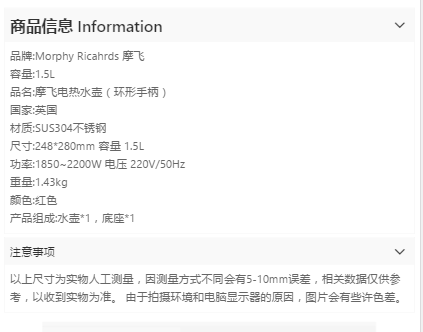 商品信息 Information
品牌:Morphy Ricahrds 摩飞
容量:1.5L
品名:摩飞电热水壶（环形手柄）
国家:英国
材质:SUS304不锈钢
尺寸:248*280mm 容量 1.5L
功率:1850~2200W 电压 220V/50Hz
重量:1.43kg
颜色:红色
产品组成:水壶*1，底座*1
注意事项
以上尺寸为实物人工测量，因测量方式不同会有5-10mm误差，相关数据仅供参
考，以收到实物为准。 由于拍摄环境和电脑显示器的原因，图片会有些许色差。